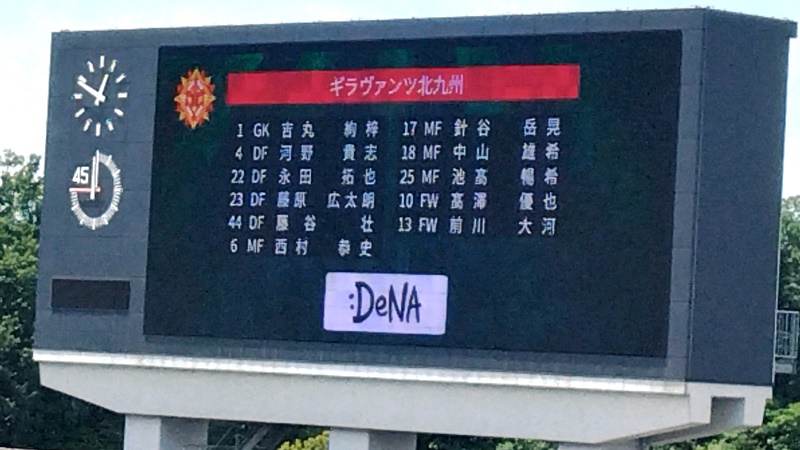 ギラヴァンツ北九州
1 GK 吉丸 絢梓
4 DF 河野 貴志
22 DF 永田 拓也
23 DF 藤原 広太朗
44 DF 藤谷 壮
6 MF 西村 恭史
17 MF 針谷 岳晃
18 MF 中山 雄希
25 MF 池髙 暢希
10 FW 髙澤 優也
13 FW 前川 大河
45
:DeNA